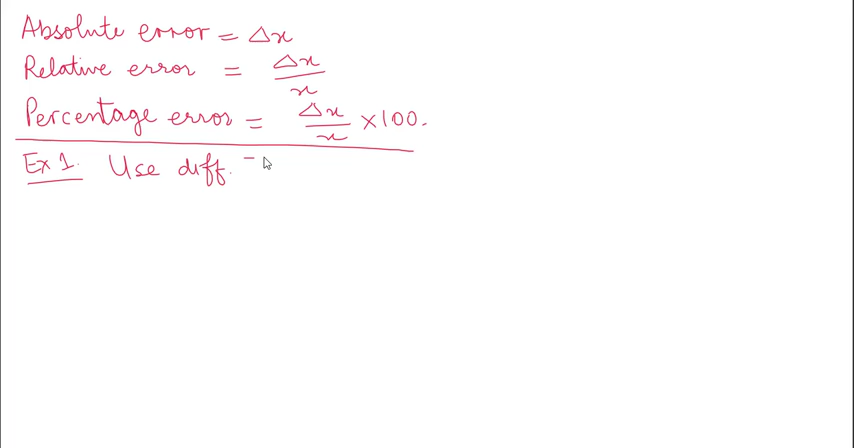 Absolute error = Δx
Relative error = Δx/x
Percentage error = Δx/x × 100.
Ex 1. Use diff.